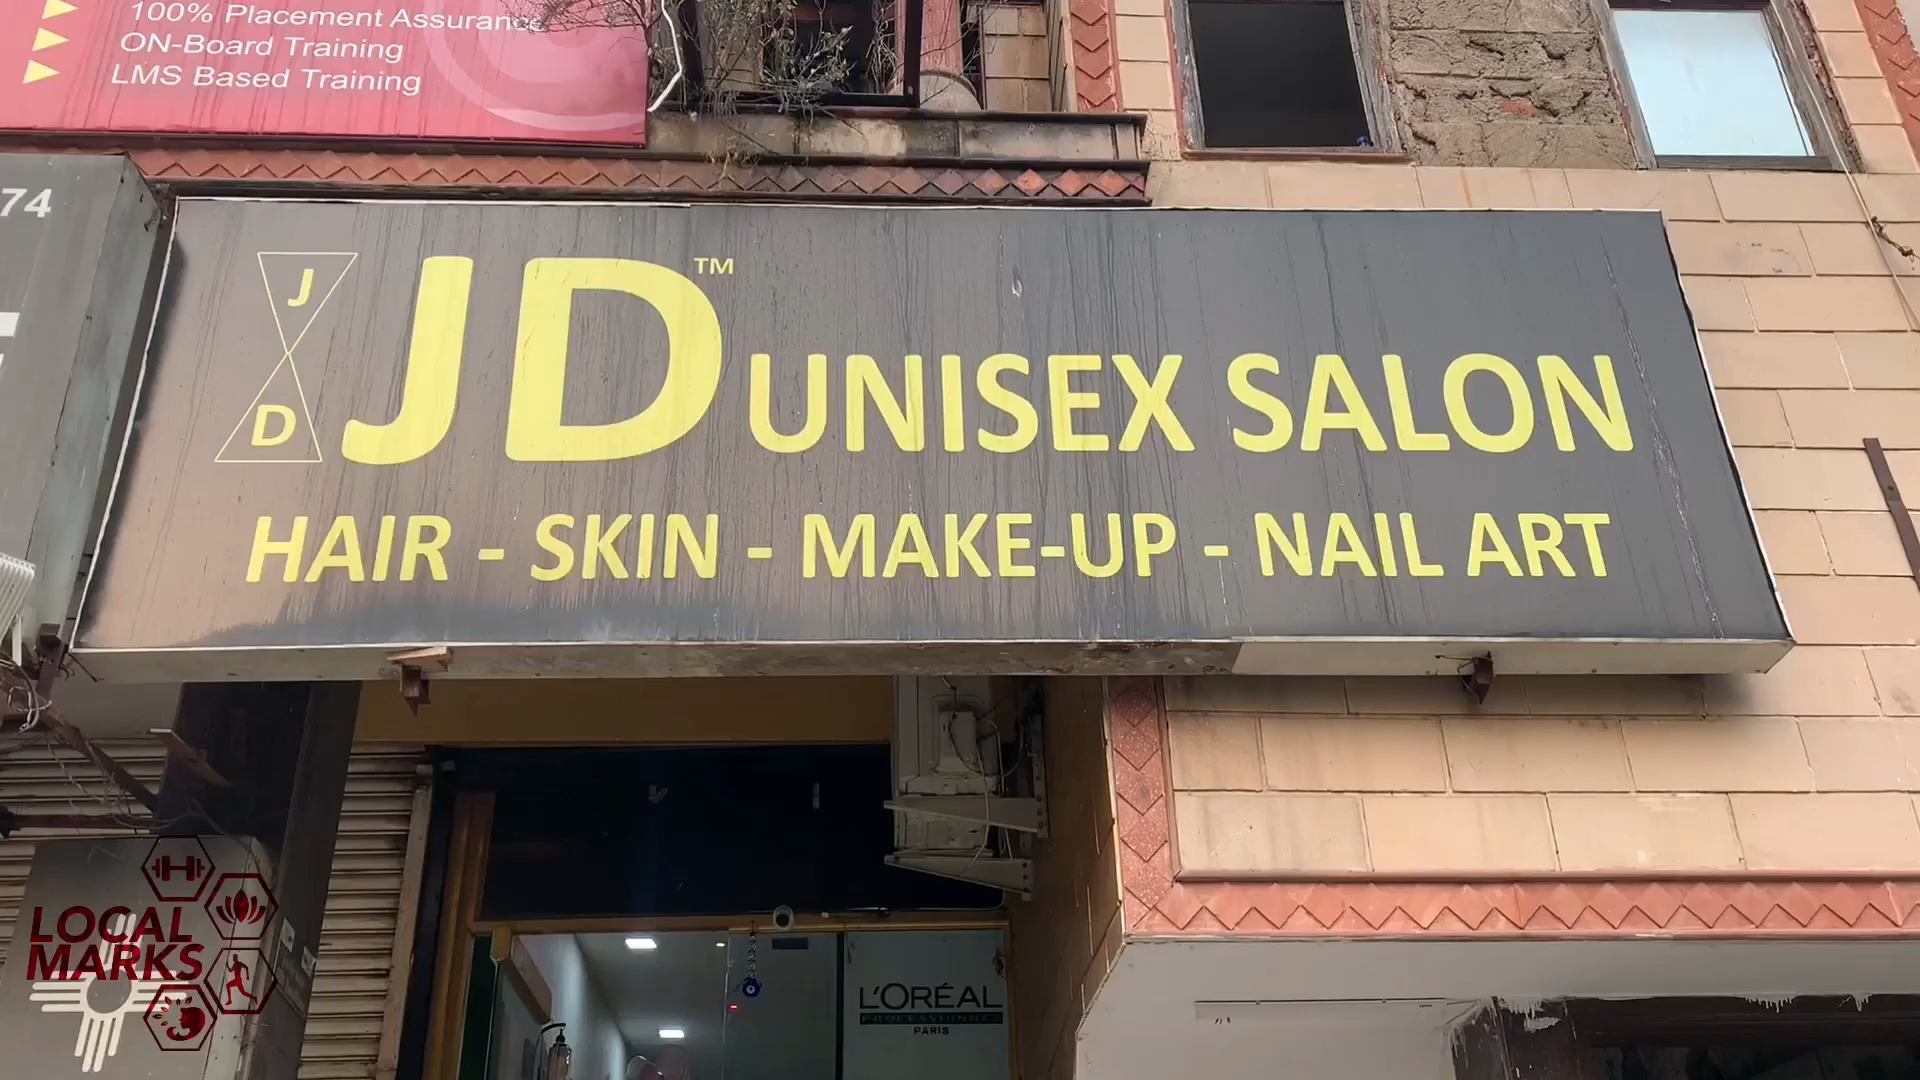 100% Placement Assurance
ON-Board Training
LMS Based Training
74
J
D
JD™ UNISEX SALON
HAIR - SKIN - MAKE-UP - NAIL ART
L'ORÉAL
PROFESSIONNEL
PARIS
LOCAL
MARKS